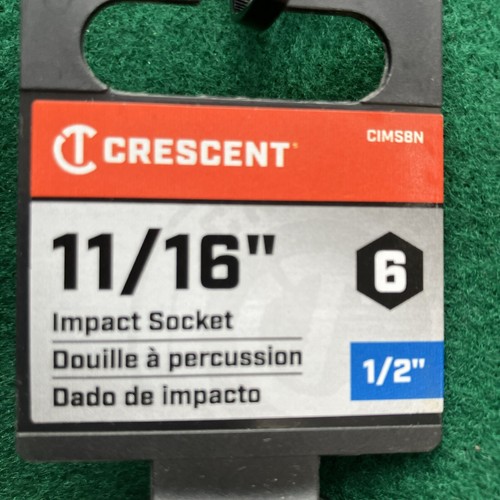 CIMS8N
CRESCENT
11/16"
6
Impact Socket
Douille à percussion
Dado de impacto
1/2"